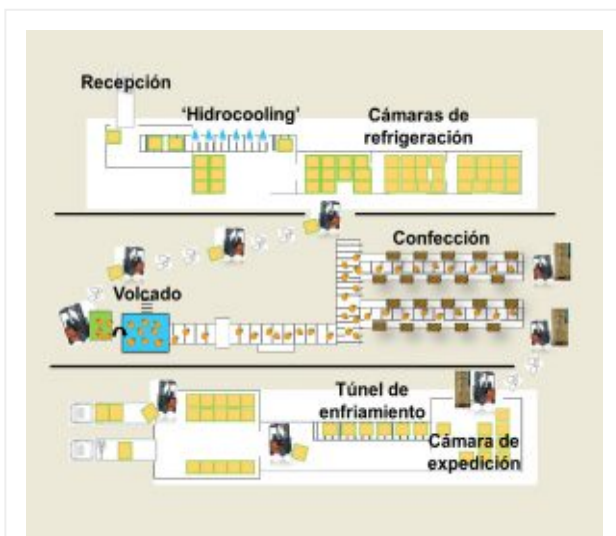 Recepción
'Hidrocooling'
Cámaras de
refrigeración
Confección
Volcado
Túnel de
enfriamiento
Cámara de
expedición